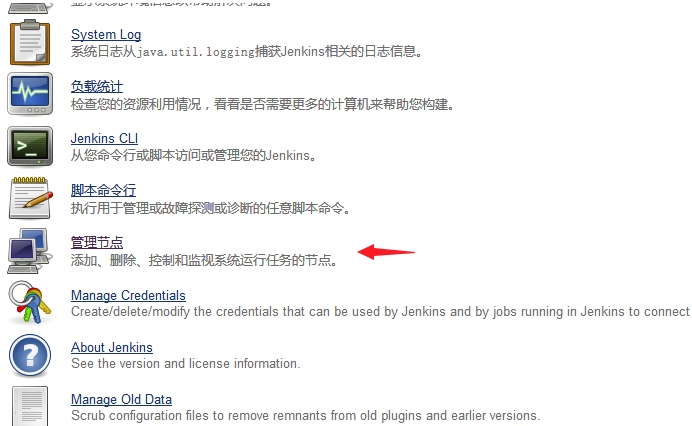 System Log
系统日志从java.util.logging捕获Jenkins相关的日志信息。
负载统计
检查您的资源利用情况，看看是否需要更多的计算机来帮助您构建。
Jenkins CLI
从您命令行或脚本访问或管理您的Jenkins。
脚本命令行
执行用于管理或故障探测或诊断的任意脚本命令。
管理节点
添加、删除、控制和监视系统运行任务的节点。
Manage Credentials
Create/delete/modify the credentials that can be used by Jenkins and by jobs running in Jenkins to connect
About Jenkins
See the version and license information.
Manage Old Data
Scrub configuration files to remove remnants from old plugins and earlier versions.